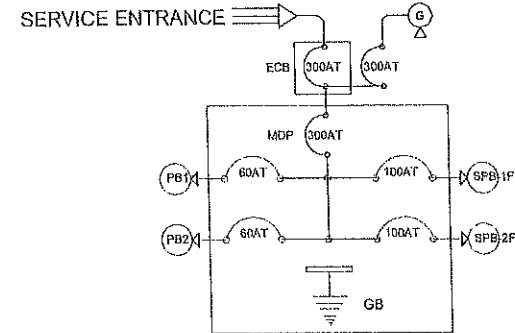 SERVICE ENTRANCE
G
ECB 300AT 300AT
MDP 300AT
PB1 60AT 100AT SPB-1F
PB2 60AT 100AT SPB-2F
GB